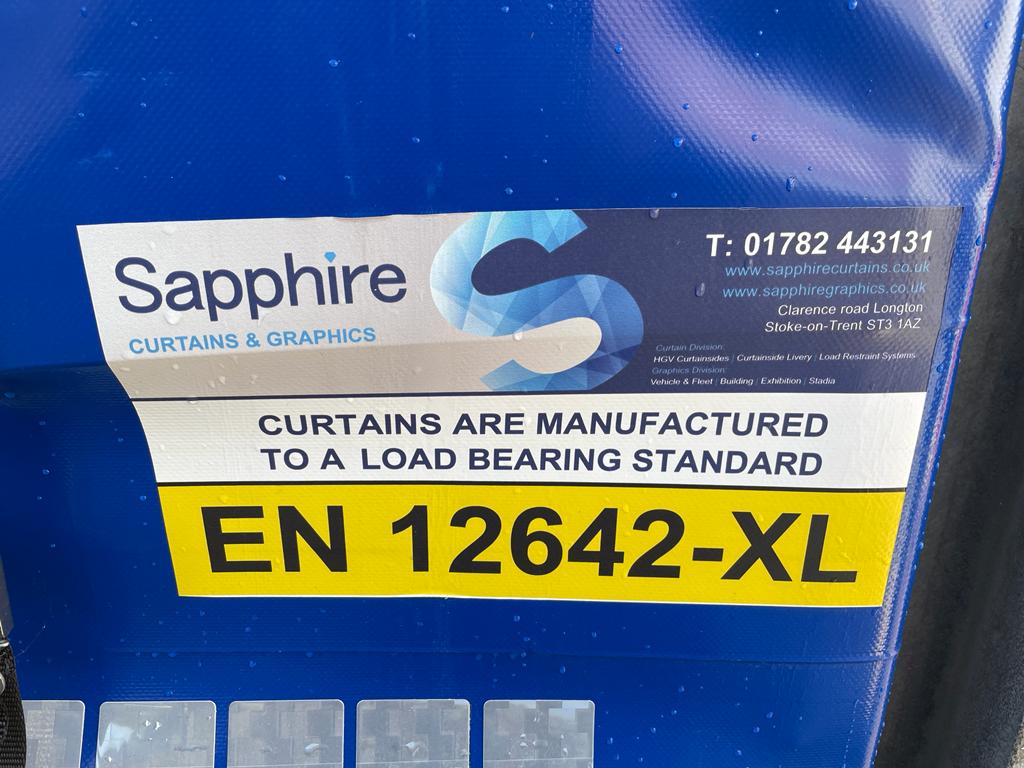 Sapphire
CURTAINS & GRAPHICS
T: 01782 443131
www.sapphirecurtains.co.uk
www.sapphiregraphics.co.uk
Clarence road Longton
Stoke-on-Trent ST3 1AZ
Curtain Division:
HGV Curtainsides | Curtainside Livery | Load Restraint Systems
Graphics Division:
Vehicle & Fleet | Building | Exhibition | Stadia
CURTAINS ARE MANUFACTURED
TO A LOAD BEARING STANDARD
EN 12642-XL